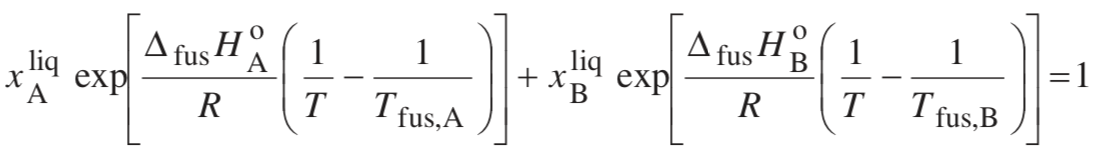 x_A^liq exp[Δ_fus H_A^o / R (1/T − 1/T_fus,A)] + x_B^liq exp[Δ_fus H_B^o / R (1/T − 1/T_fus,B)] = 1